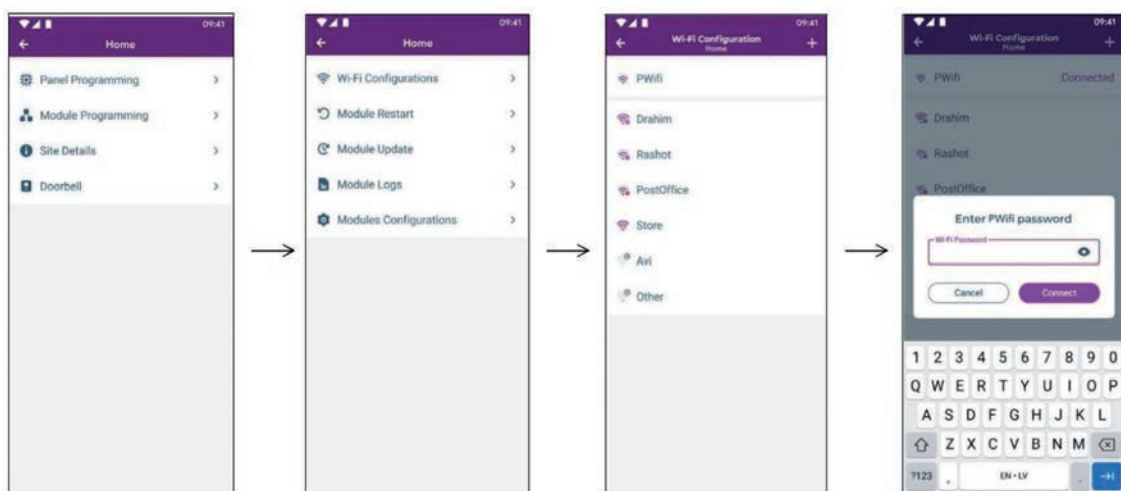 09:41
Home
Panel Programming
Module Programming
Site Details
Doorbell
09:41
Home
Wi-Fi Configurations
Module Restart
Module Update
Module Logs
Modules Configurations
09:41
Wi-Fi Configuration
Home
PWifi
Drahim
Rashot
PostOffice
Store
Avi
Other
09:41
Wi-Fi Configuration
Home
PWifi Connected
Drahim
Rashot
PostOffice
Enter PWifi password
Wi-Fi Password
Cancel Connect
1 2 3 4 5 6 7 8 9 0
Q W E R T Y U I O P
A S D F G H J K L
Z X C V B N M
?123 , EN • LV .